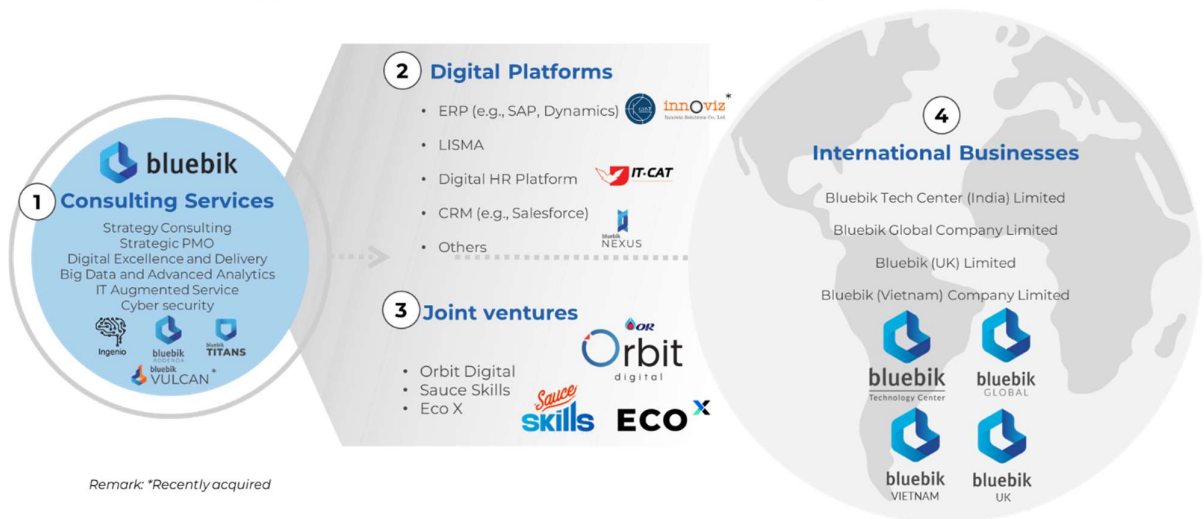 bluebik
1
Consulting Services
Strategy Consulting
Strategic PMO
Digital Excellence and Delivery
Big Data and Advanced Analytics
IT Augmented Service
Cyber security
Ingenio
bluebik
ADDENDA
bluebik
TITANS
bluebik
VULCAN*
2 Digital Platforms
• ERP (e.g., SAP, Dynamics)
innoviz*
• LISMA
• Digital HR Platform
IT-CAT
• CRM (e.g., Salesforce)
bluebik
NEXUS
• Others
3 Joint ventures
OR
Orbit
digital
• Orbit Digital
• Sauce Skills
• Eco X
Sauce
SKills
ECO X
4
International Businesses
Bluebik Tech Center (India) Limited
Bluebik Global Company Limited
Bluebik (UK) Limited
Bluebik (Vietnam) Company Limited
bluebik
Technology Center
bluebik
GLOBAL
bluebik
VIETNAM
bluebik
UK
Remark: *Recently acquired